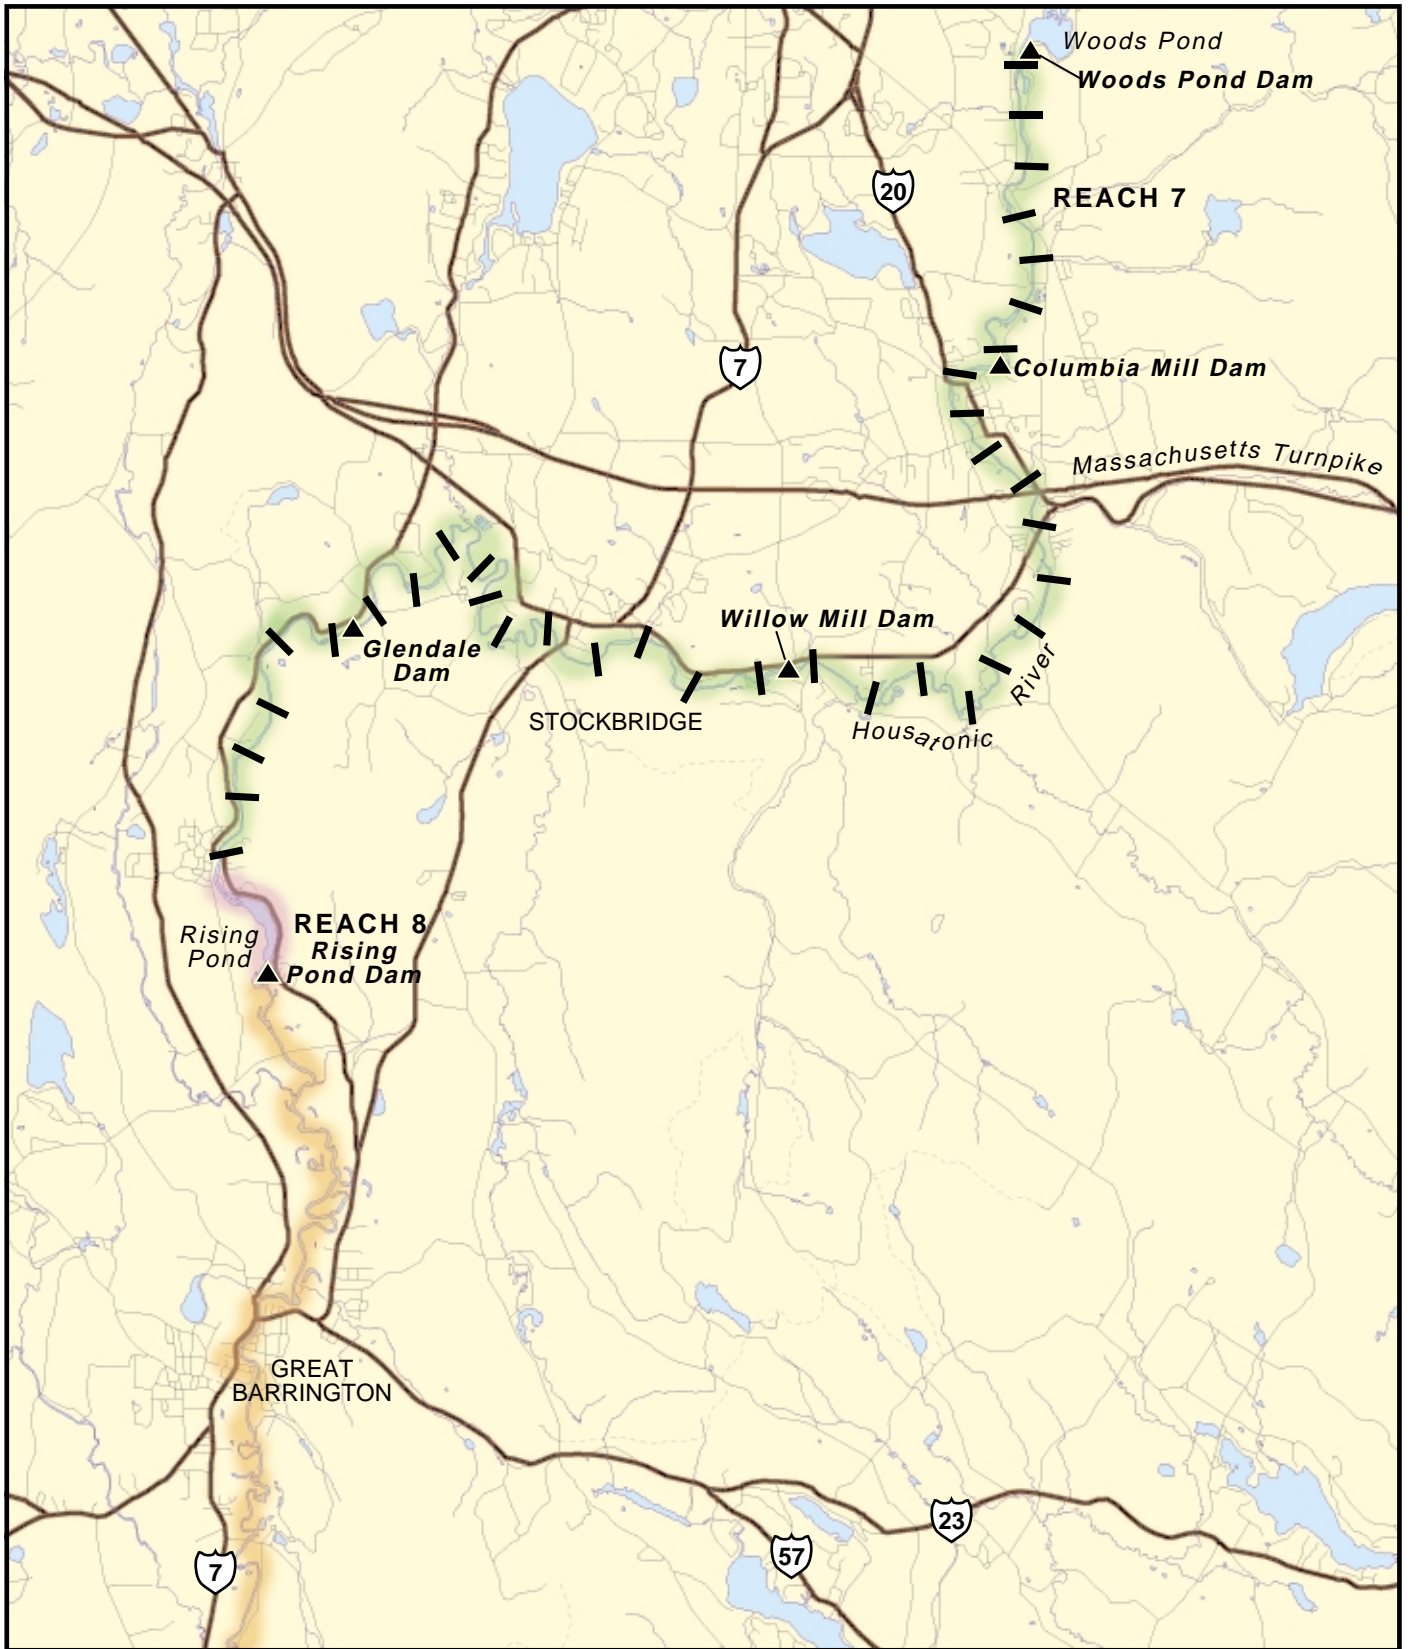 Woods Pond
Woods Pond Dam
20
REACH 7
7
Columbia Mill Dam
Massachusetts Turnpike
Willow Mill Dam
Glendale
Dam
River
STOCKBRIDGE
Housatonic
REACH 8
Rising
Pond
Rising
Pond Dam
GREAT
BARRINGTON
23
57
7